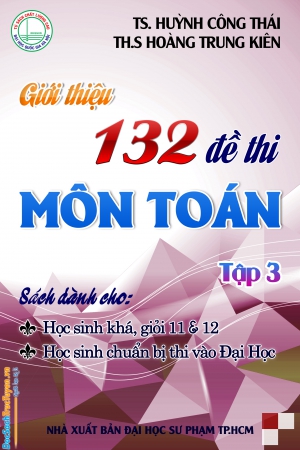 TS. HUỲNH CÔNG THÁI
TH.S HOÀNG TRUNG KIÊN
Giới thiệu
132 đề thi
MÔN TOÁN
Tập 3
Sách dành cho:
Học sinh khá, giỏi 11 & 12
Học sinh chuẩn bị thi vào Đại Học
NHÀ XUẤT BẢN ĐẠI HỌC SƯ PHẠM TP.HCM